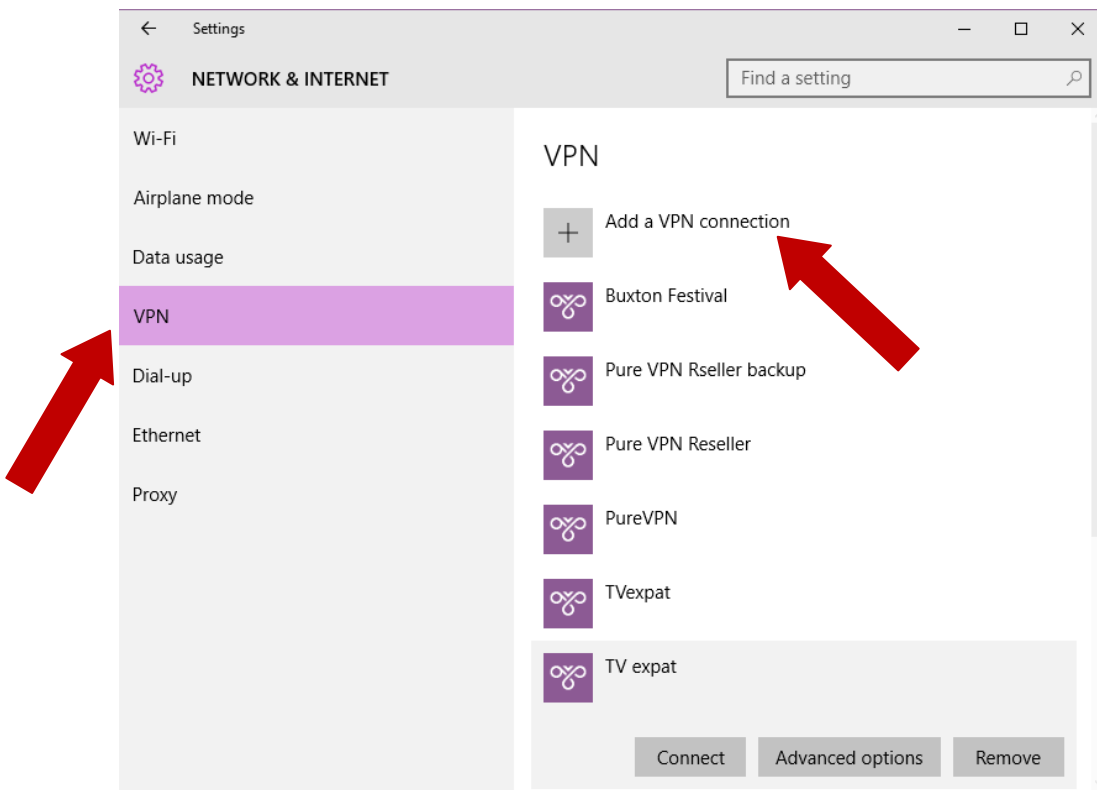 Settings
NETWORK & INTERNET
Find a setting
Wi-Fi
Airplane mode
Data usage
VPN
Dial-up
Ethernet
Proxy
VPN
Add a VPN connection
Buxton Festival
Pure VPN Rseller backup
Pure VPN Reseller
PureVPN
TVexpat
TV expat
Connect
Advanced options
Remove